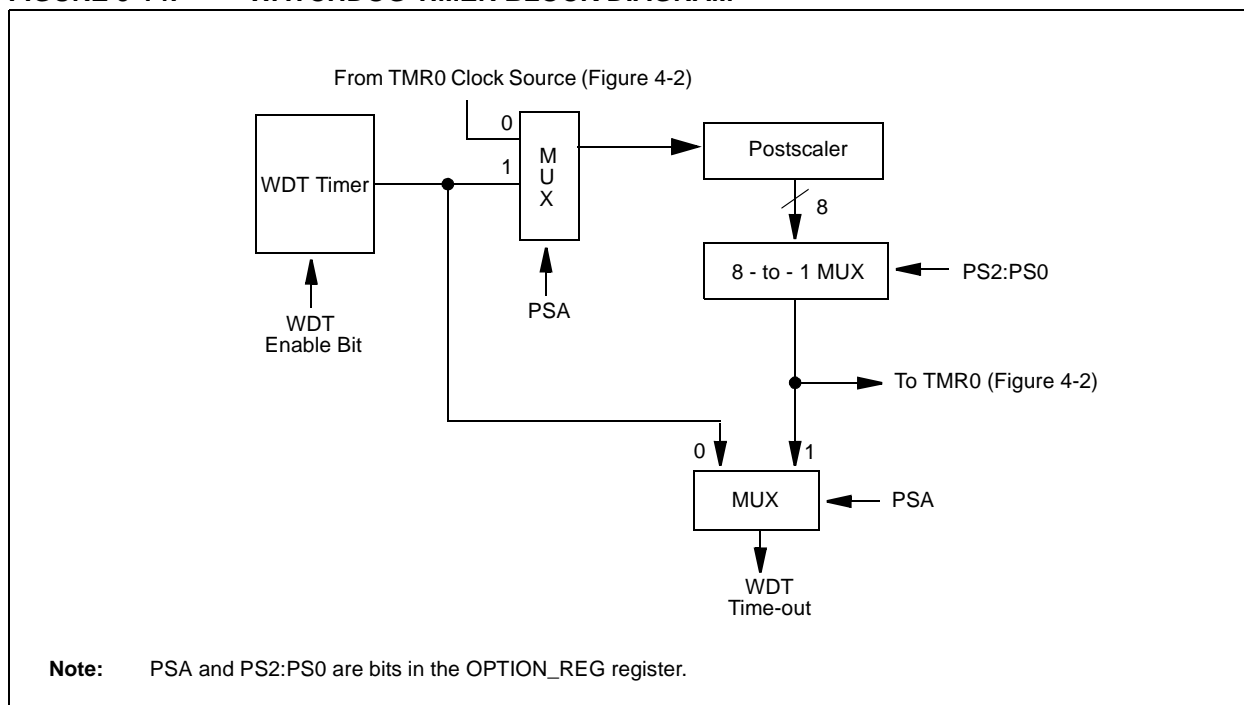 From TMR0 Clock Source (Figure 4-2)
0
1
M
U
X
WDT Timer
Postscaler
8
8 - to - 1 MUX
PS2:PS0
PSA
WDT
Enable Bit
To TMR0 (Figure 4-2)
0
1
MUX
PSA
WDT
Time-out
Note: PSA and PS2:PS0 are bits in the OPTION_REG register.